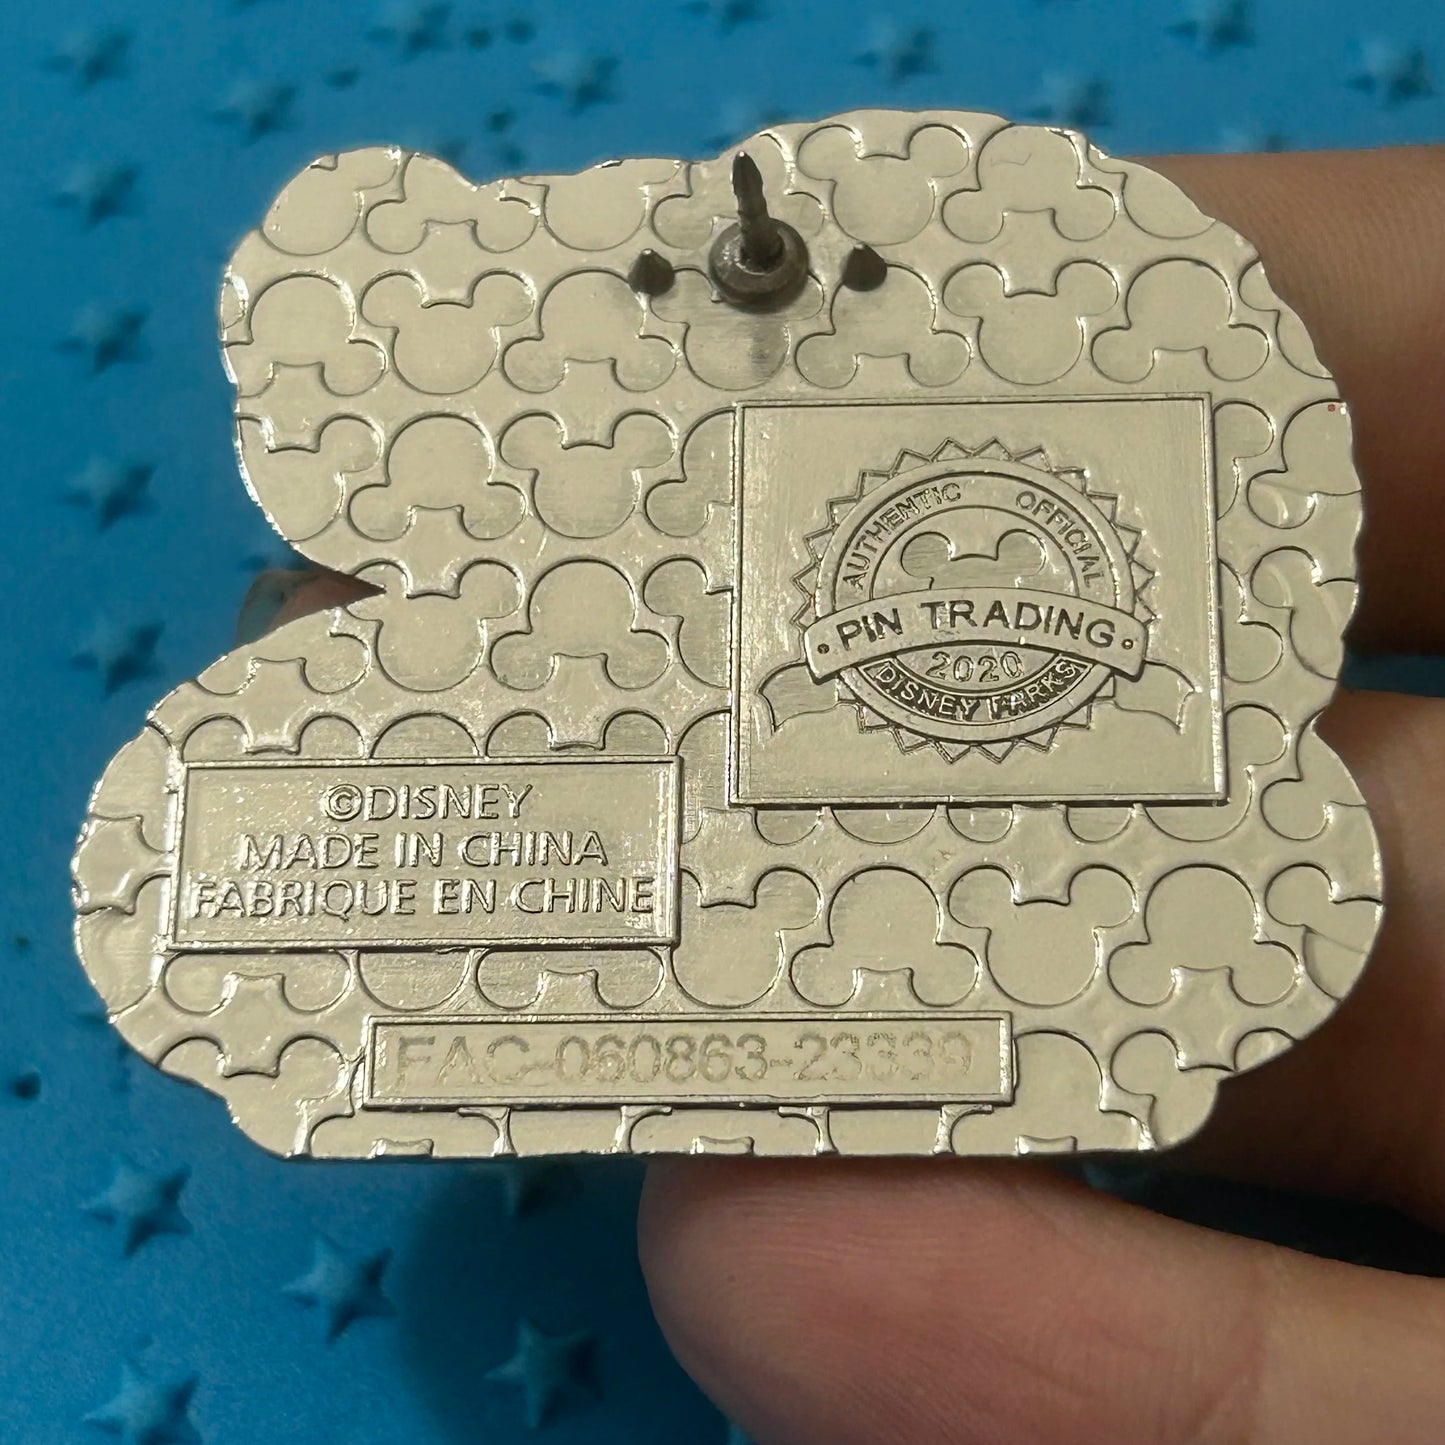 AUTHENTIC OFFICIAL
PIN TRADING
2020
DISNEY PARKS
©DISNEY
MADE IN CHINA
FABRIQUE EN CHINE
FAC-060863-23339